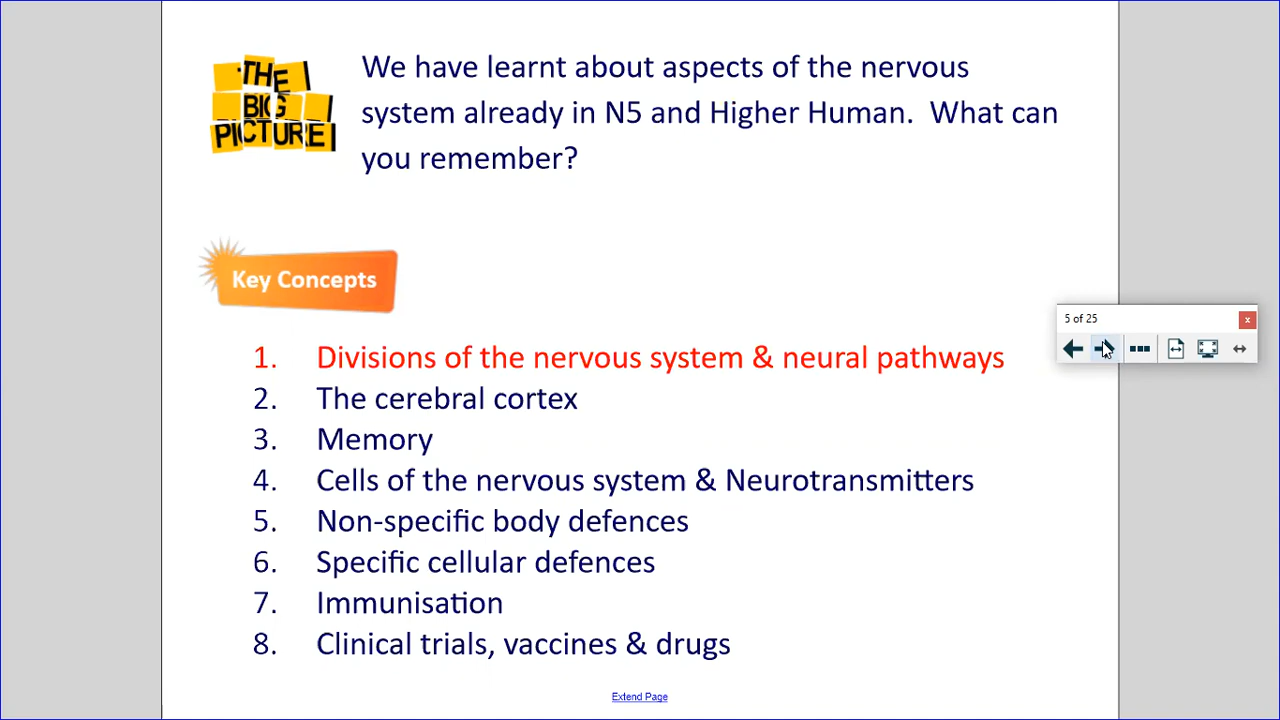 THE
BIG
PICTURE!
We have learnt about aspects of the nervous
system already in N5 and Higher Human.  What can
you remember?
Key Concepts
1. Divisions of the nervous system & neural pathways
2. The cerebral cortex
3. Memory
4. Cells of the nervous system & Neurotransmitters
5. Non-specific body defences
6. Specific cellular defences
7. Immunisation
8. Clinical trials, vaccines & drugs
5 of 25
x
Extend Page